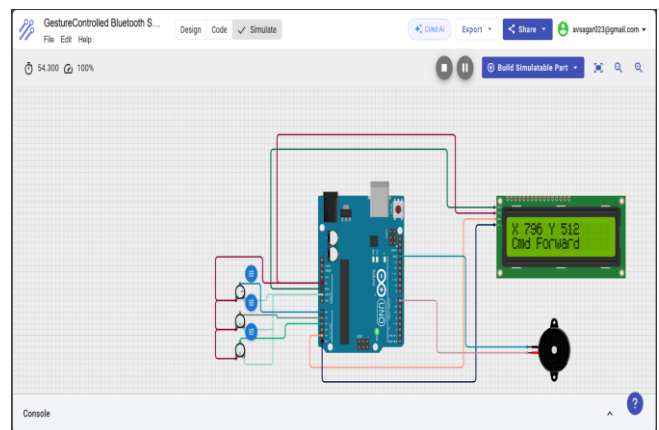 GestureControlled Bluetooth S...
File Edit Help
Design Code Simulate
Cirkit AI Export Share avsagar023@gmail.com
54.300 100%
Build Simulatable Part
X 796 Y 512
Cmd Forward
UNO
Console
?